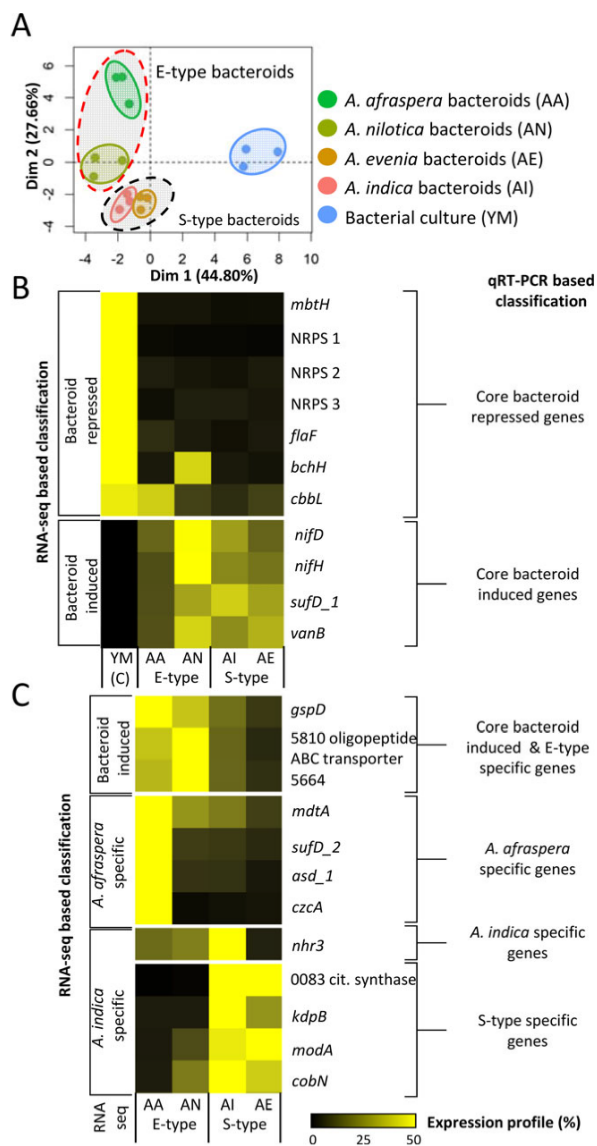 A
Dim 2 (27.66%)
6
4
2
0
-2
-4
-4 -2 0 2 4 6 8 10
Dim 1 (44.80%)
E-type bacteroids
S-type bacteroids
A. afraspera bacteroids (AA)
A. nilotica bacteroids (AN)
A. evenia bacteroids (AE)
A. indica bacteroids (AI)
Bacterial culture (YM)
B
qRT-PCR based
classification
RNA-seq based classification
Bacteroid
repressed
mbtH
NRPS 1
NRPS 2
NRPS 3
flaF
bchH
cbbL
Core bacteroid
repressed genes
Bacteroid
induced
nifD
nifH
sufD_1
vanB
Core bacteroid
induced genes
YM AA AN AI AE
(C) E-type S-type
C
RNA-seq based classification
Bacteroid
induced
gspD
5810 oligopeptide
ABC transporter
5664
Core bacteroid
induced & E-type
specific genes
A. afraspera
specific
mdtA
sufD_2
asd_1
czcA
A. afraspera
specific genes
A. indica
specific
nhr3
A. indica specific
genes
0083 cit. synthase
kdpB
modA
cobN
S-type specific
genes
RNA
seq
AA AN AI AE
E-type S-type
0 25 50
Expression profile (%)